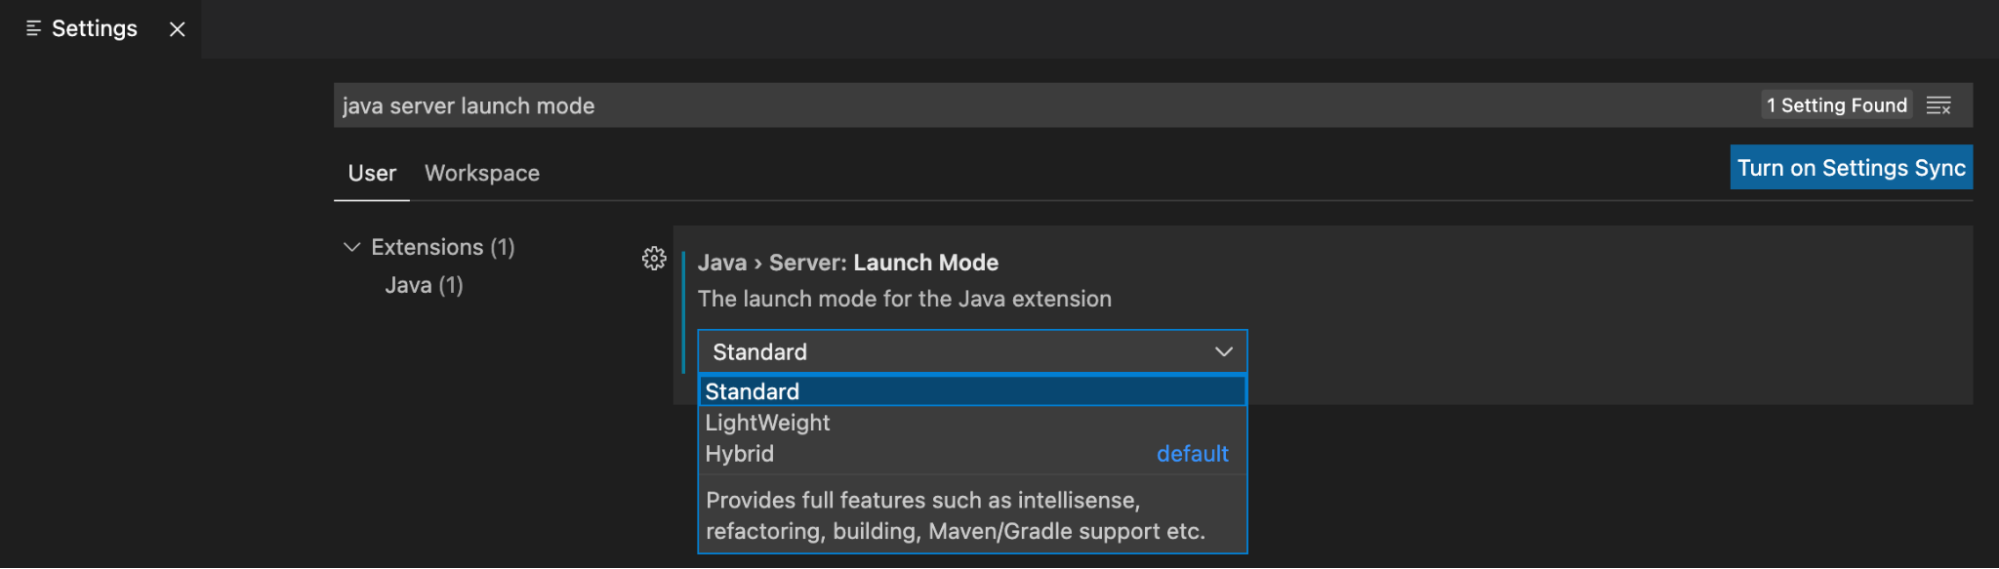 Settings
java server launch mode
1 Setting Found
User Workspace
Turn on Settings Sync
Extensions (1)
Java (1)
Java › Server: Launch Mode
The launch mode for the Java extension
Standard
Standard
LightWeight
Hybrid default
Provides full features such as intellisense,
refactoring, building, Maven/Gradle support etc.